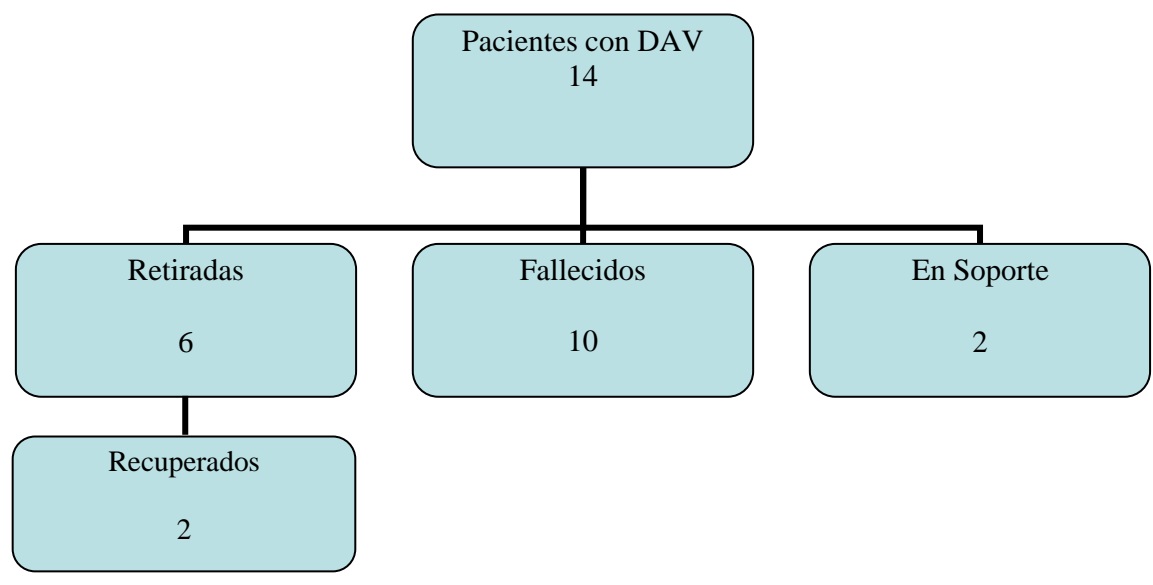 Pacientes con DAV
14
Retiradas
6
Fallecidos
10
En Soporte
2
Recuperados
2